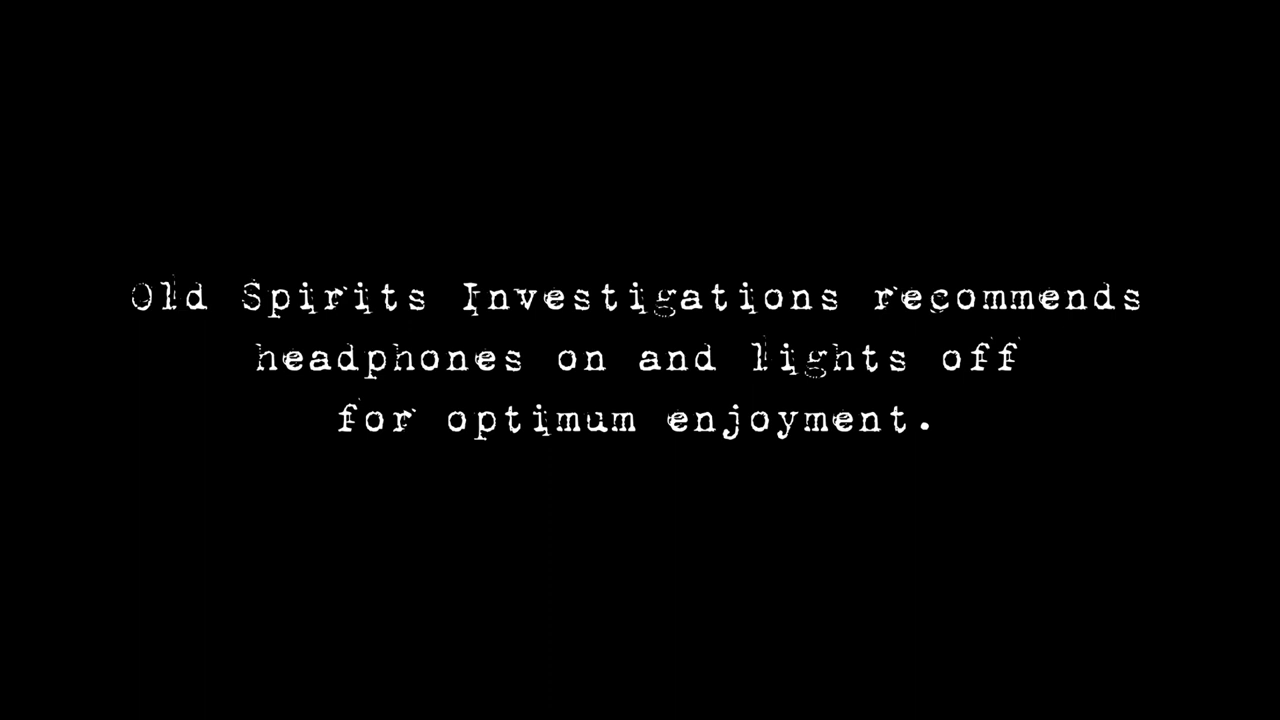 Old Spirits Investigations recommends
headphones on and lights off
for optimum enjoyment.